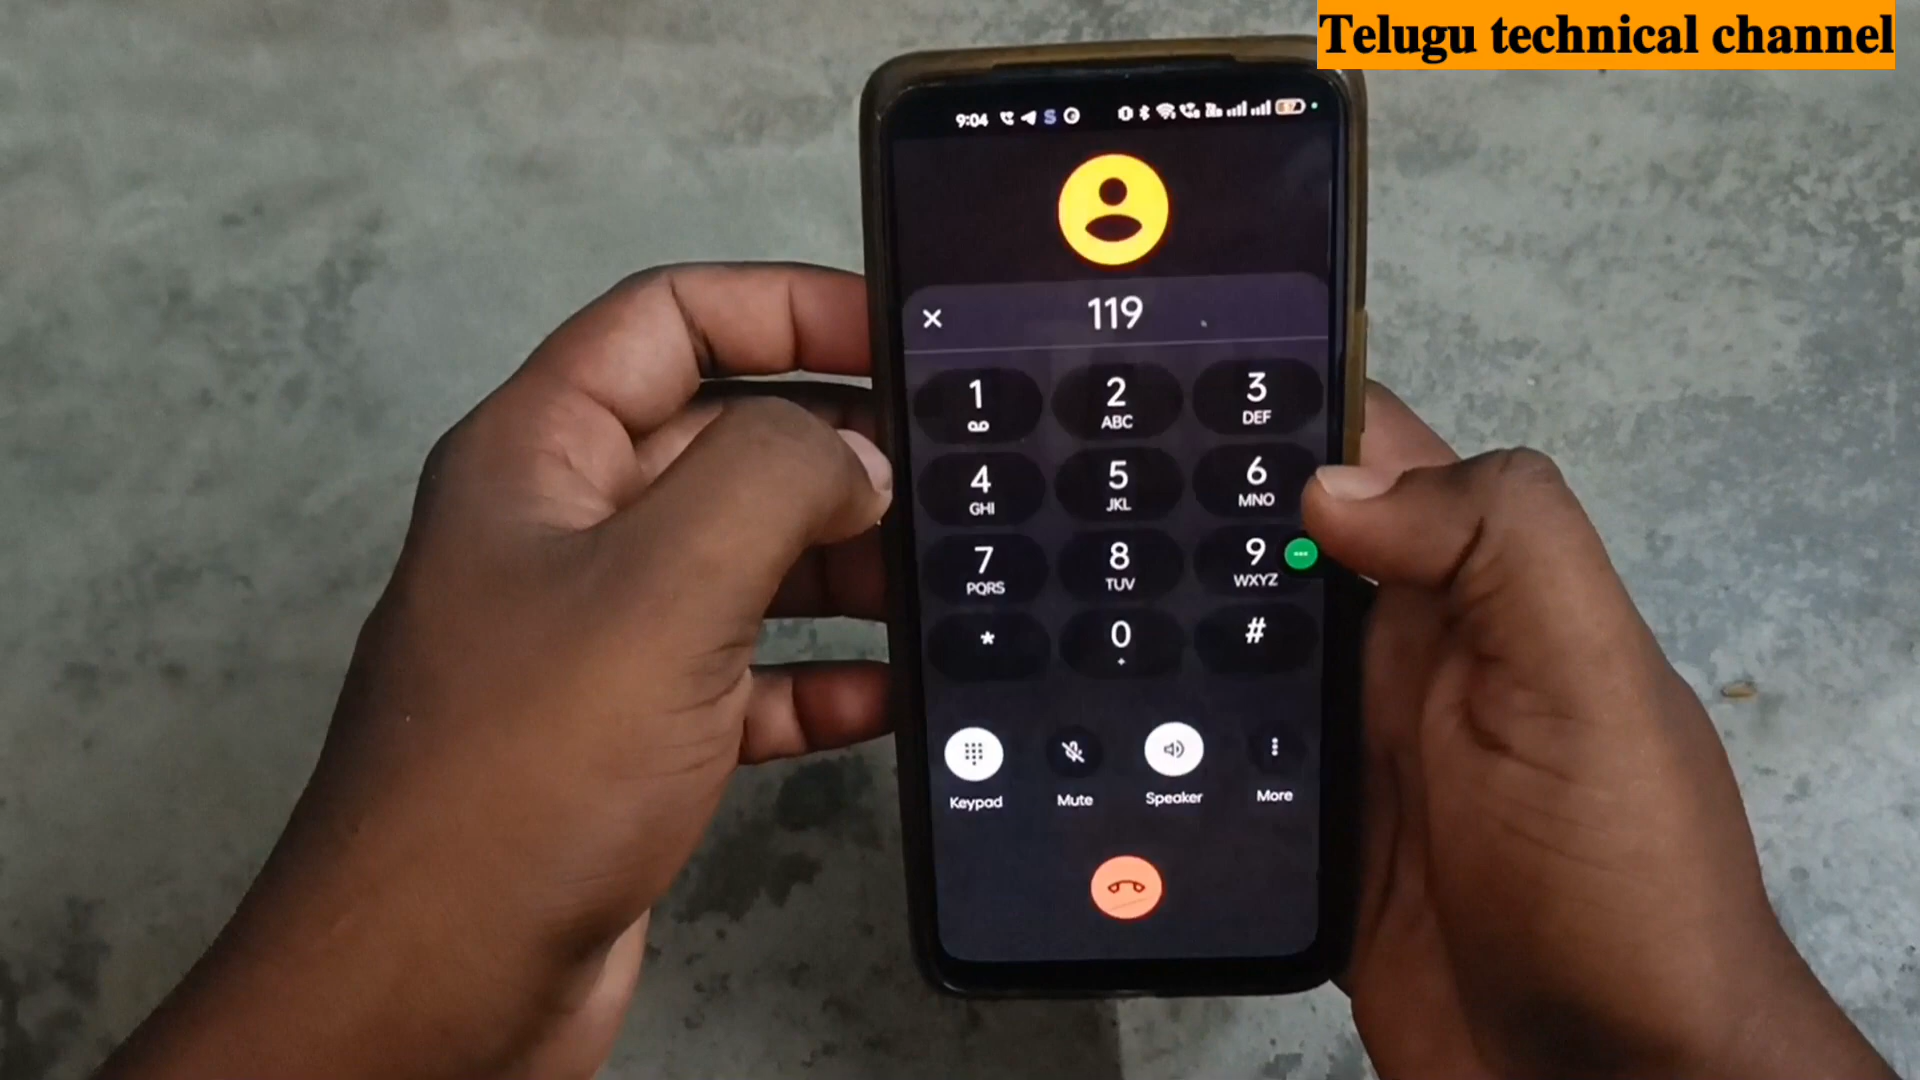 Telugu technical channel
9:04
119
1 2 3
ABC DEF
4 5 6
GHI JKL MNO
7 8 9
PQRS TUV WXYZ
* 0 #
+
Keypad Mute Speaker More